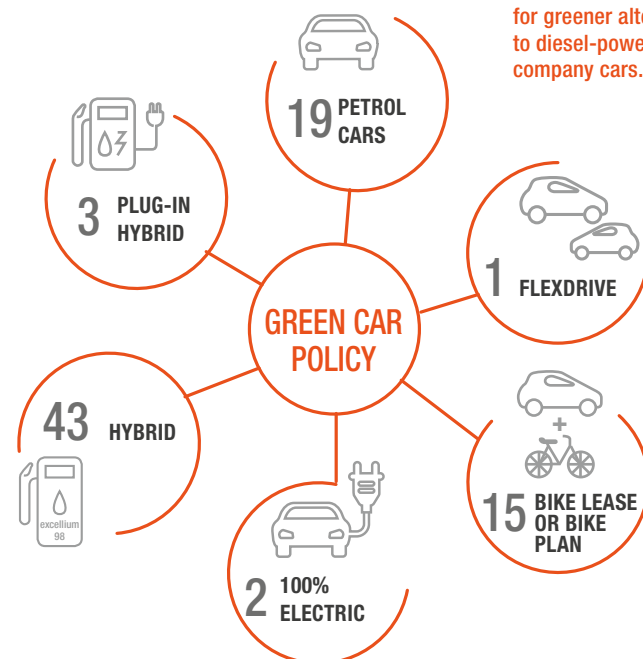 for greener
to diesel-powe
company cars.
19 PETROL
CARS
3 PLUG-IN
HYBRID
1 FLEXDRIVE
GREEN CAR
POLICY
43 HYBRID
excellium
98
+
15 BIKE LEASE
OR BIKE
PLAN
2 100%
ELECTRIC